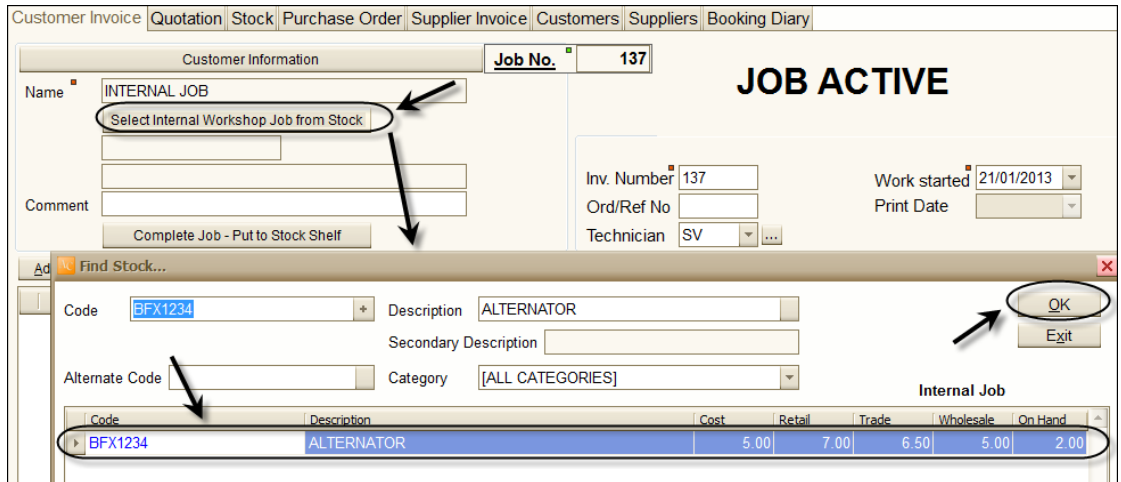 Customer Invoice Quotation Stock Purchase Order Supplier Invoice Customers Suppliers Booking Diary
Customer Information
Job No. 137
JOB ACTIVE
Name INTERNAL JOB
Select Internal Workshop Job from Stock
Inv. Number 137 Work started 21/01/2013
Comment Ord/Ref No Print Date
Complete Job - Put to Stock Shelf Technician SV ...
Ad Find Stock...
Code BFX1234 + Description ALTERNATOR OK
Secondary Description Exit
Alternate Code Category [ALL CATEGORIES]
Internal Job
Code Description Cost Retail Trade Wholesale On Hand
BFX1234 ALTERNATOR 5.00 7.00 6.50 5.00 2.00